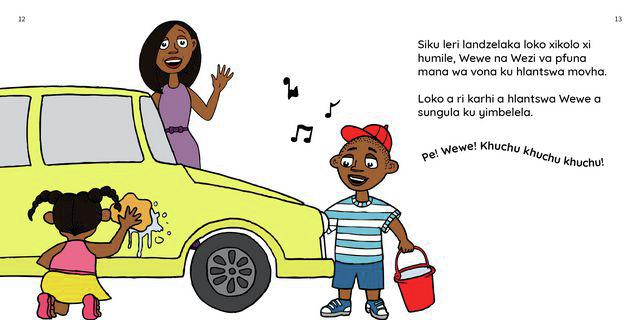 12
13
Siku leri landzelaka loko xikolo xi
humile, Wewe na Wezi va pfuna
mana wa vona ku hlantswa movha.
Loko a ri karhi a hlantswa Wewe a
sungula ku yimbelela.
Pe! Wewe! Khuchu khuchu khuchu!